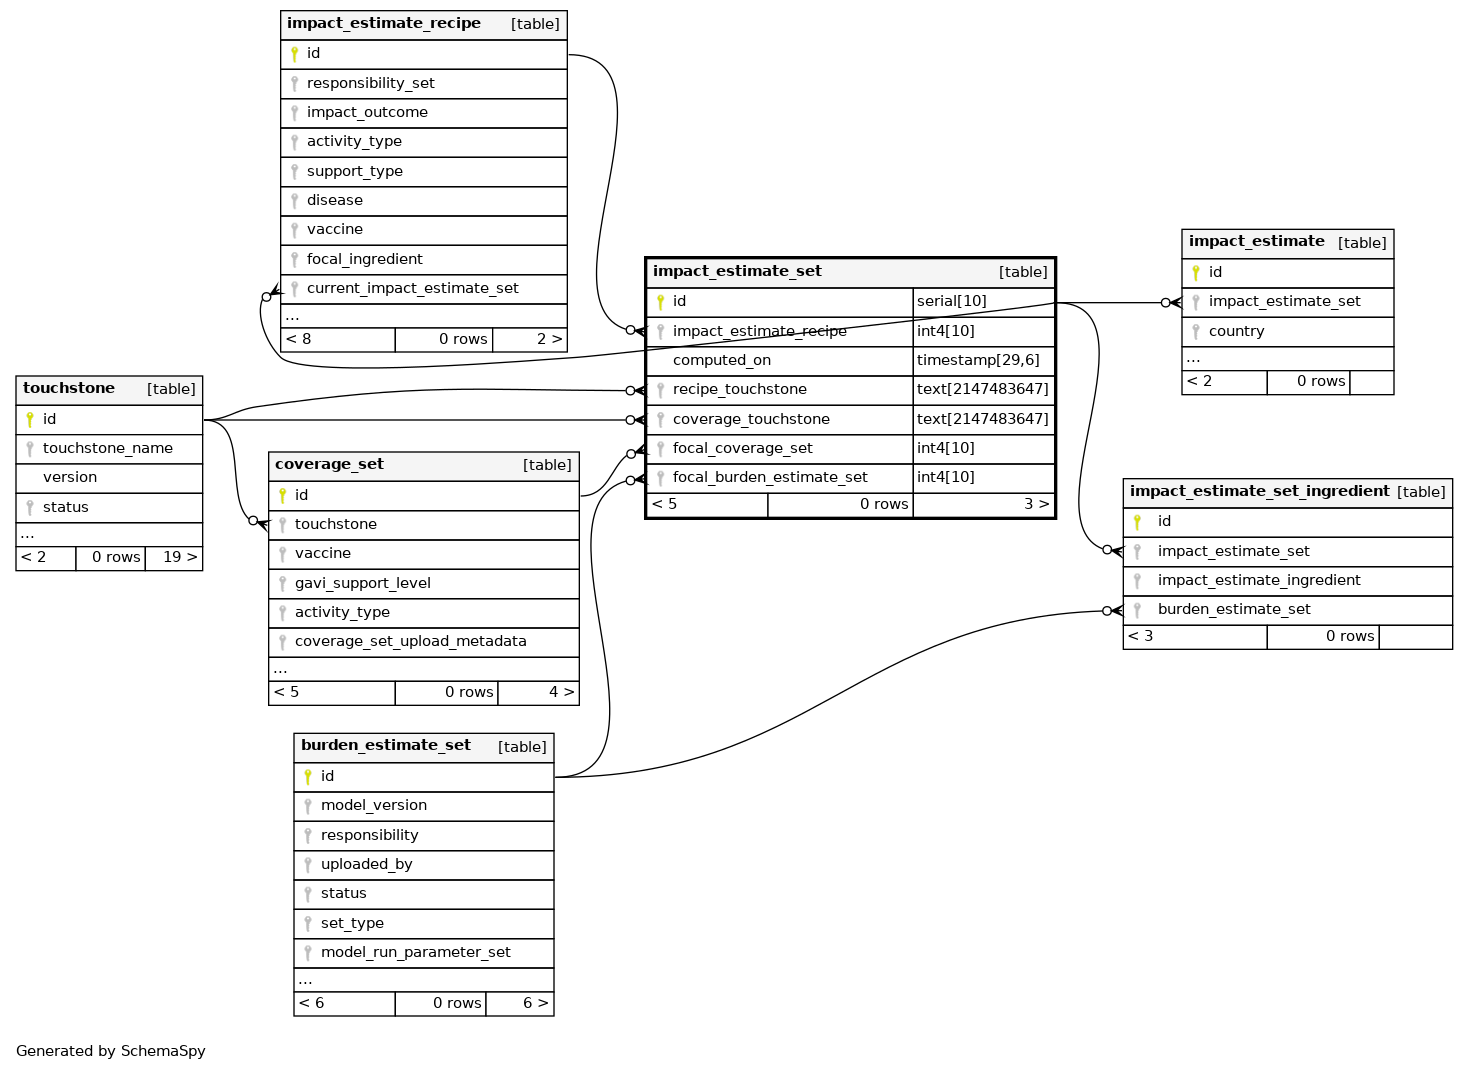 impact_estimate_recipe [table]
id
responsibility_set
impact_outcome
activity_type
support_type
disease
vaccine
focal_ingredient
current_impact_estimate_set
...
< 8 0 rows 2 >
impact_estimate_set [table]
id serial[10]
impact_estimate_recipe int4[10]
computed_on timestamp[29,6]
recipe_touchstone text[2147483647]
coverage_touchstone text[2147483647]
focal_coverage_set int4[10]
focal_burden_estimate_set int4[10]
< 5 0 rows 3 >
impact_estimate [table]
id
impact_estimate_set
country
...
< 2 0 rows
touchstone [table]
id
touchstone_name
version
status
...
< 2 0 rows 19 >
coverage_set [table]
id
touchstone
vaccine
gavi_support_level
activity_type
coverage_set_upload_metadata
...
< 5 0 rows 4 >
impact_estimate_set_ingredient [table]
id
impact_estimate_set
impact_estimate_ingredient
burden_estimate_set
< 3 0 rows
burden_estimate_set [table]
id
model_version
responsibility
uploaded_by
status
set_type
model_run_parameter_set
...
< 6 0 rows 6 >
Generated by SchemaSpy